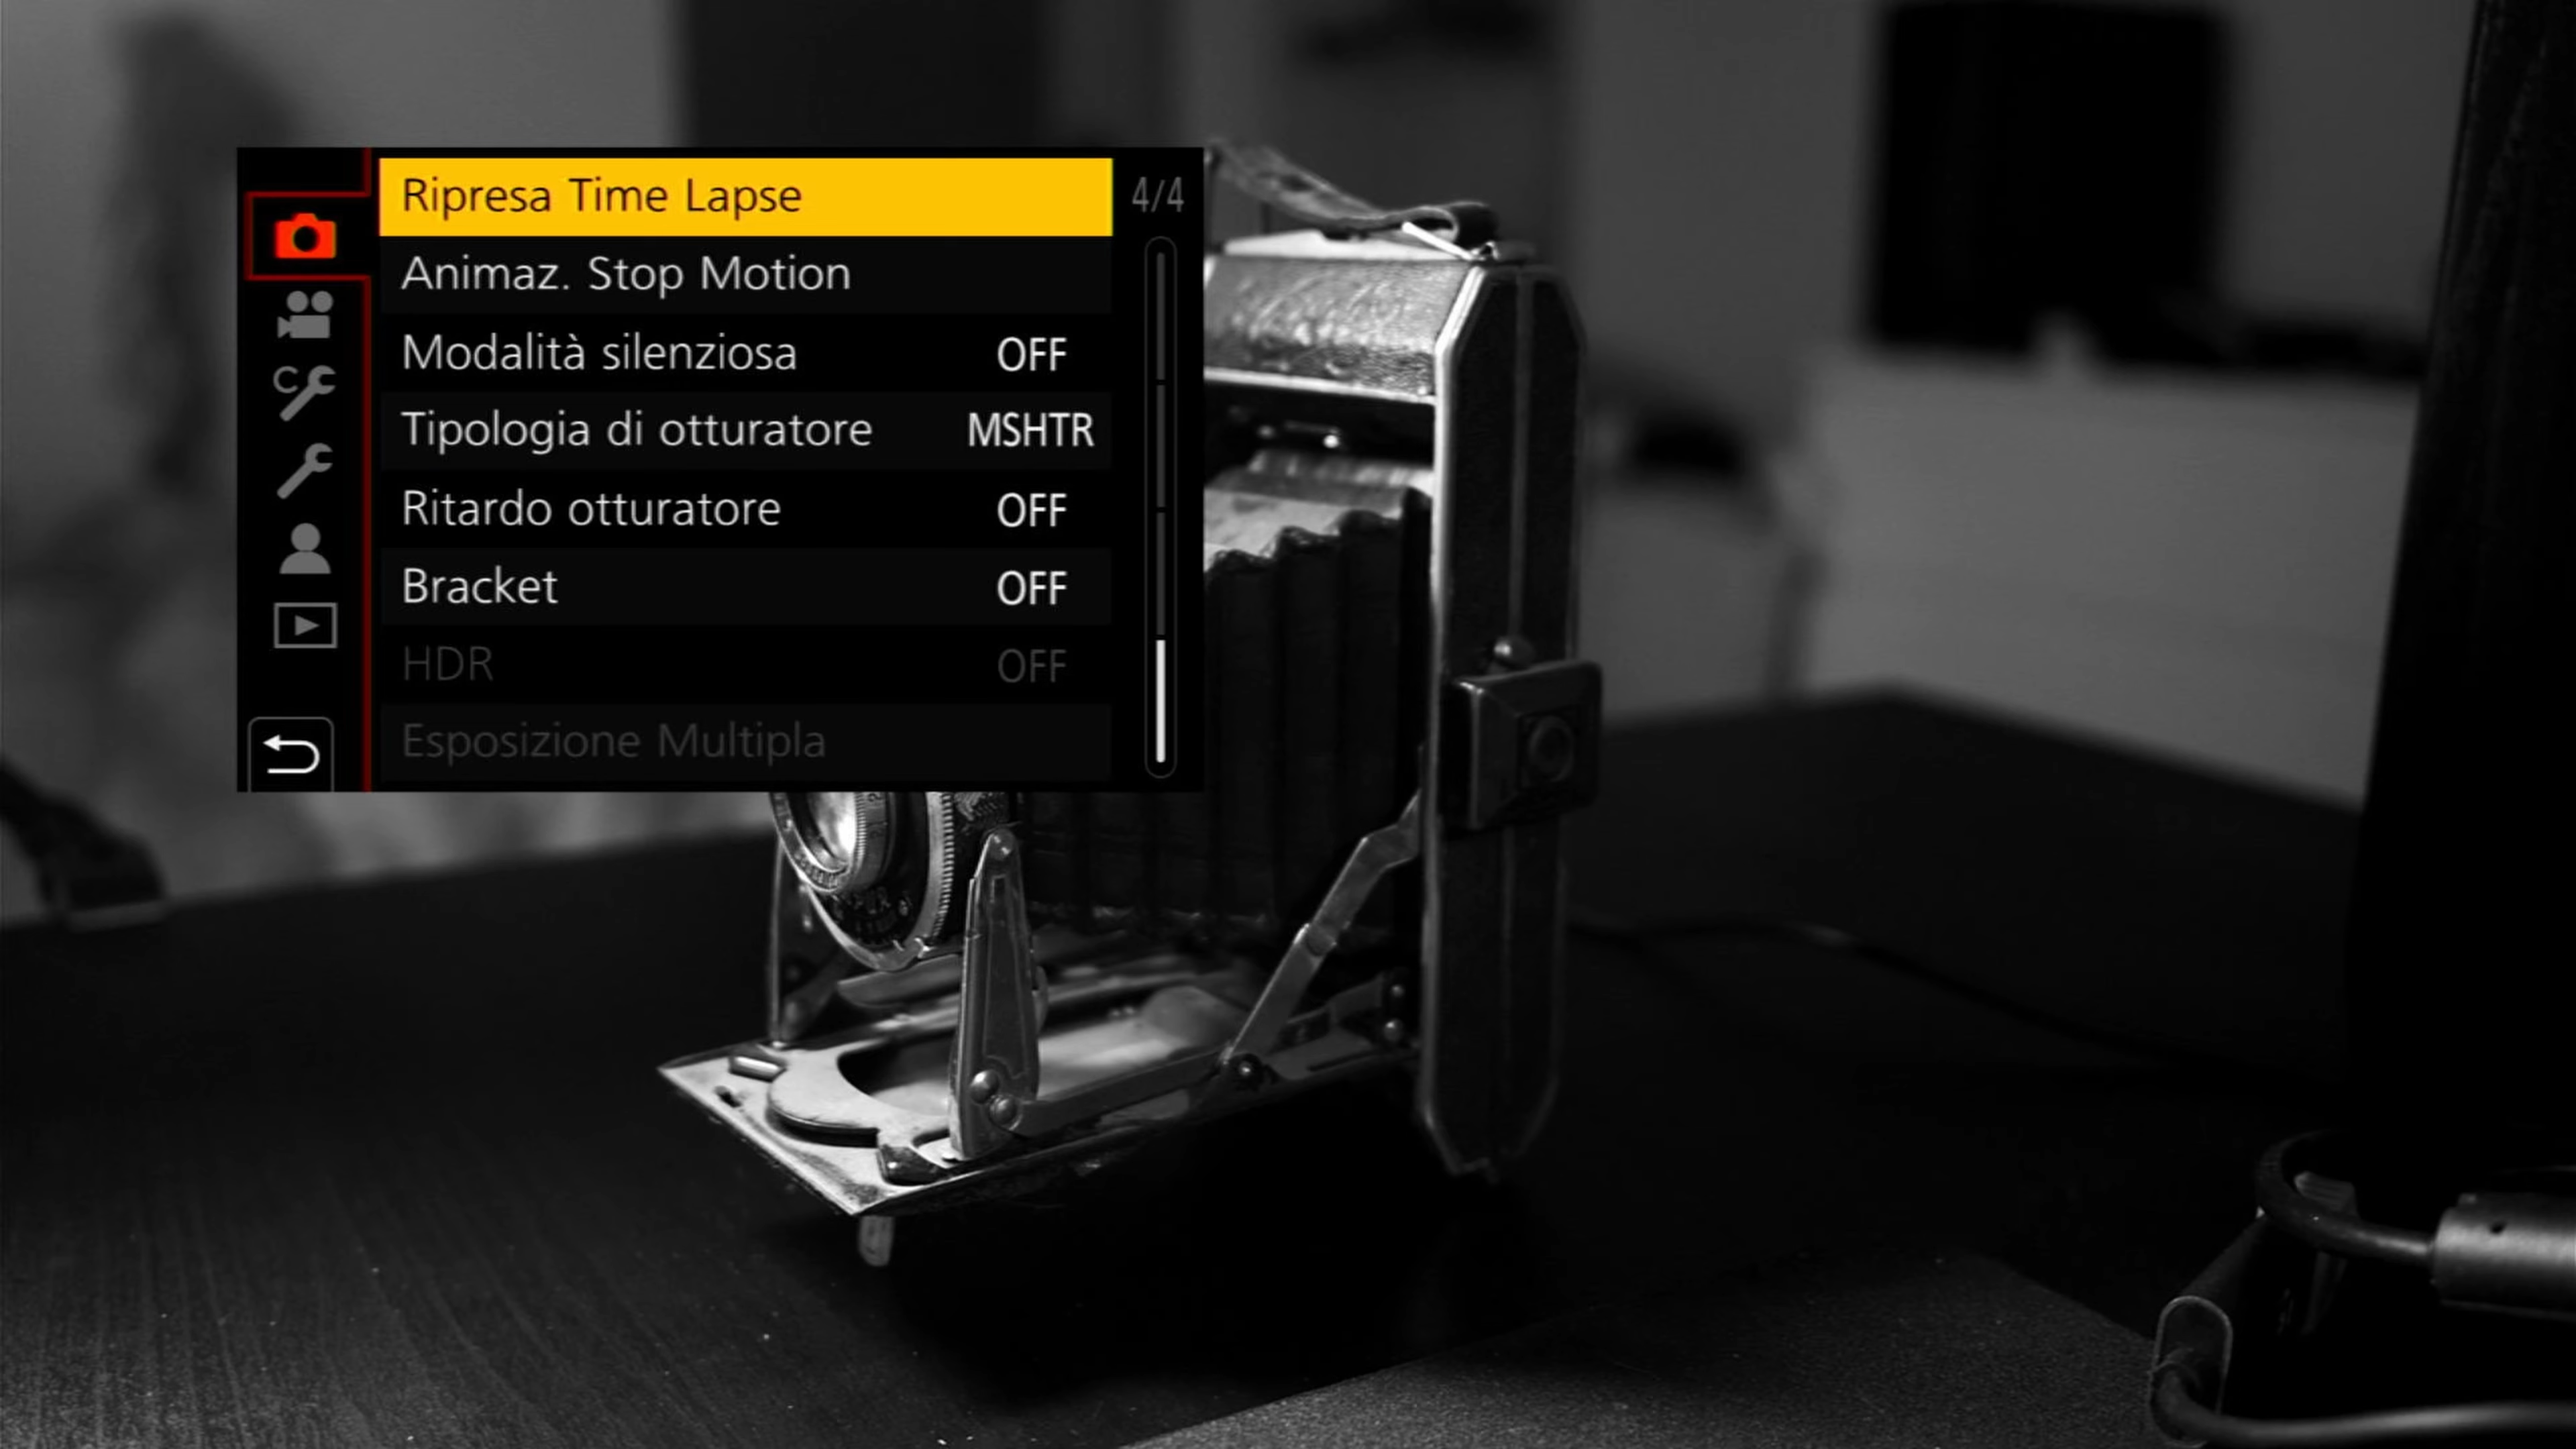 Ripresa Time Lapse 4/4
Animaz. Stop Motion
Modalità silenziosa OFF
Tipologia di otturatore MSHTR
Ritardo otturatore OFF
Bracket OFF
HDR OFF
Esposizione Multipla